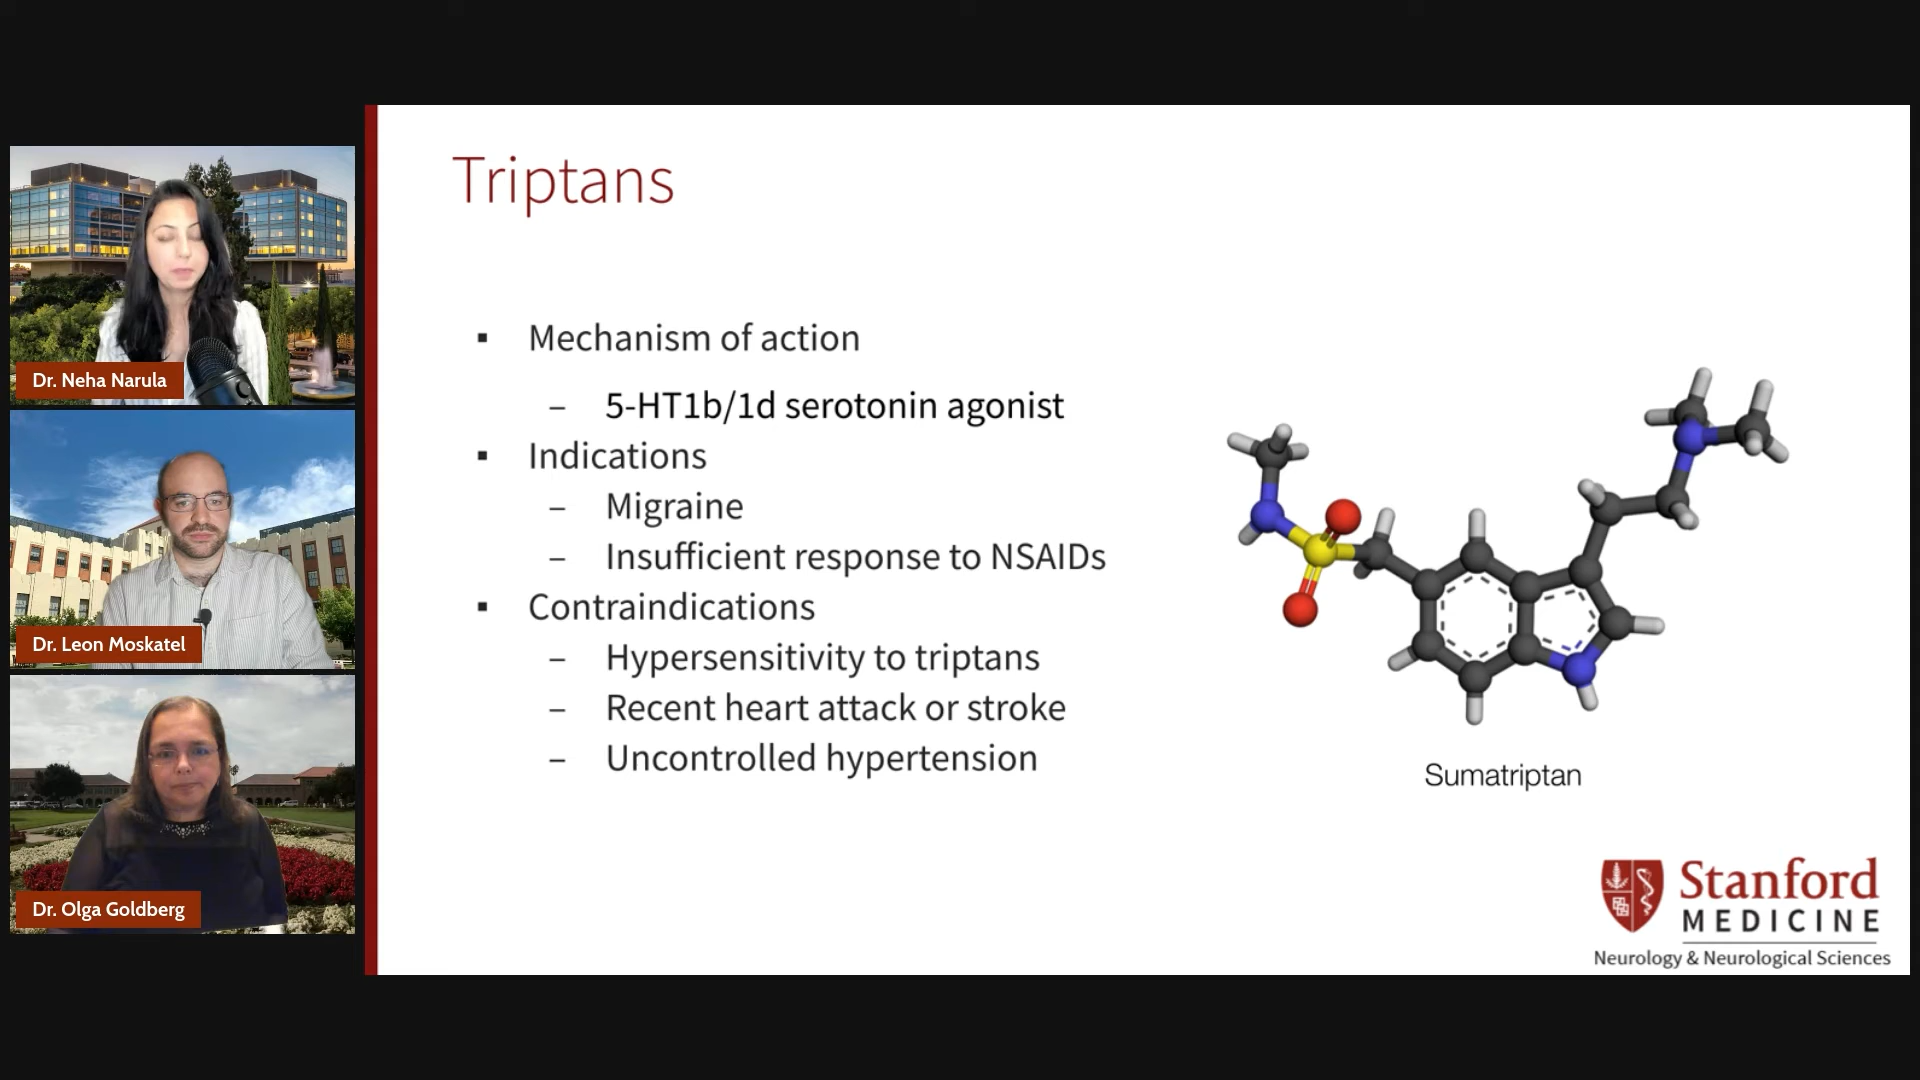 Dr. Neha Narula
Dr. Leon Moskatel
Dr. Olga Goldberg
Triptans
▪ Mechanism of action
– 5-HT1b/1d serotonin agonist
▪ Indications
– Migraine
– Insufficient response to NSAIDs
▪ Contraindications
– Hypersensitivity to triptans
– Recent heart attack or stroke
– Uncontrolled hypertension
Sumatriptan
Stanford
MEDICINE
Neurology & Neurological Sciences